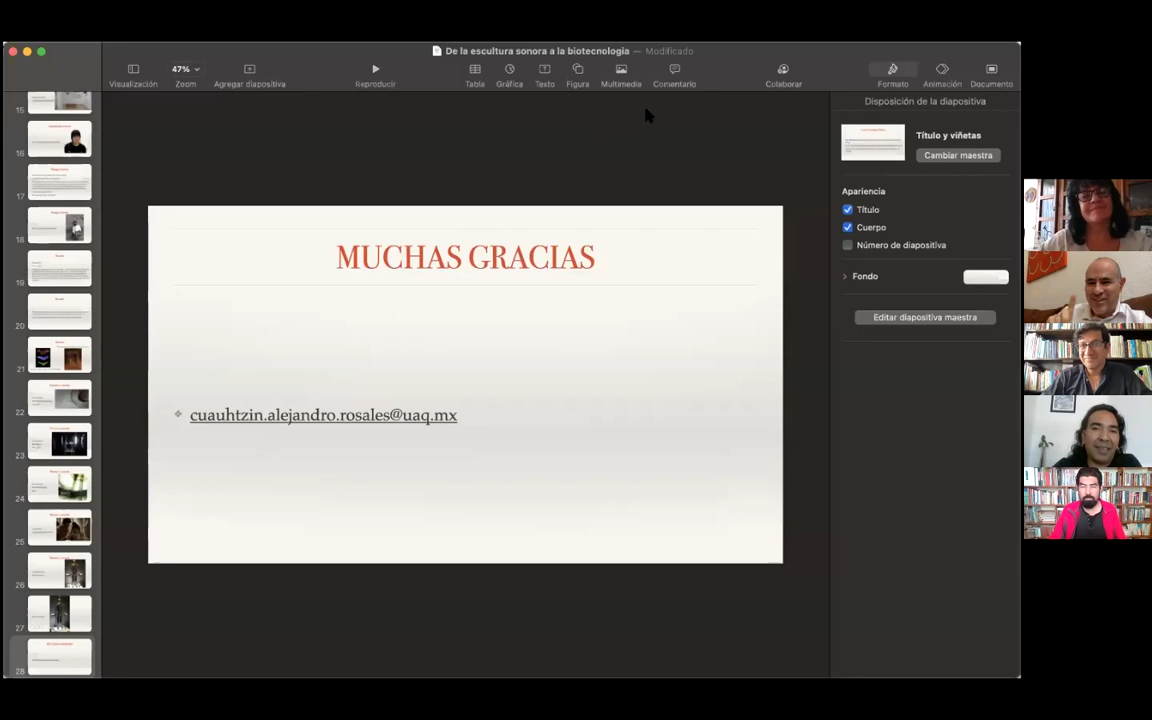 De la escultura sonora a la biotecnologia — Modificado
47%
Visualización Zoom Agregar diapositiva Reproducir Tabla Gráfica Texto Figura Multimedia Comentario Colaborar Formato Animación Documento
Disposición de la diapositiva
Título y viñetas
Cambiar maestra
Apariencia
Título
Cuerpo
Número de diapositiva
Fondo
Editar diapositiva maestra
15
16
17
18
19
20
21
22
23
24
25
26
27
28
MUCHAS GRACIAS
cuauhtzin.alejandro.rosales@uaq.mx